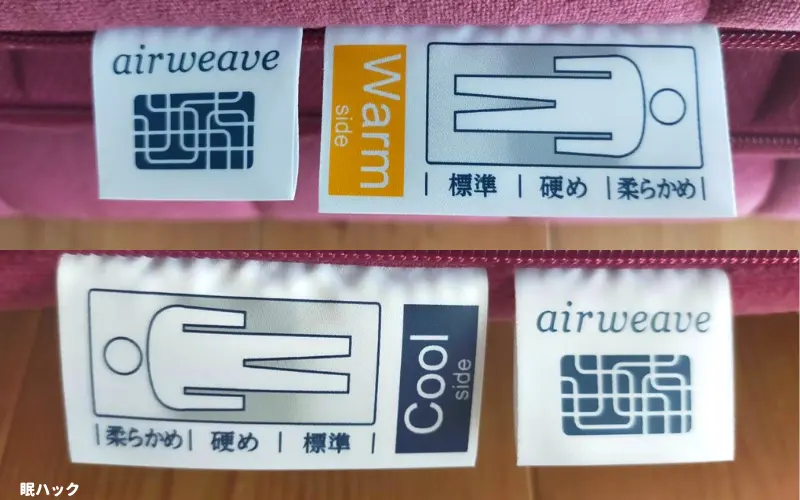 airweave
Warm
side
標準
硬め
柔らかめ
柔らかめ
硬め
標準
Cool
side
airweave
眠ハック